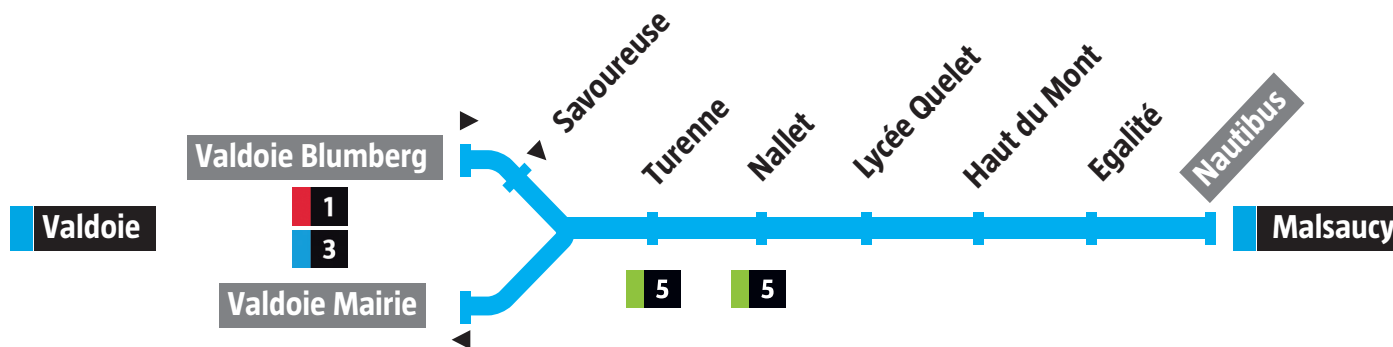 Valdoie
Valdoie Blumberg
1
3
Valdoie Mairie
Savoureuse
Turenne
Nallet
Lycée Quelet
Haut du Mont
Egalité
Nautibus
5
5
Malsaucy